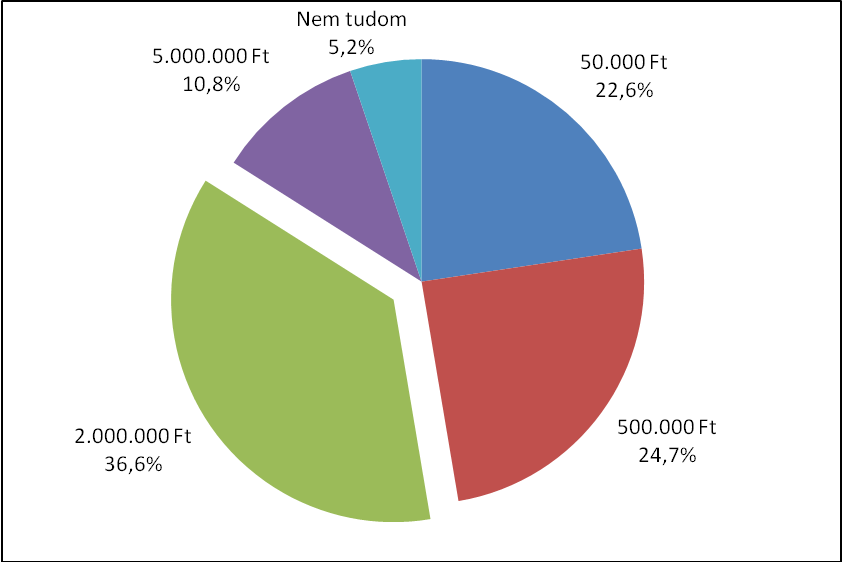 Nem tudom
5,2%
5.000.000 Ft
10,8%
50.000 Ft
22,6%
500.000 Ft
24,7%
2.000.000 Ft
36,6%